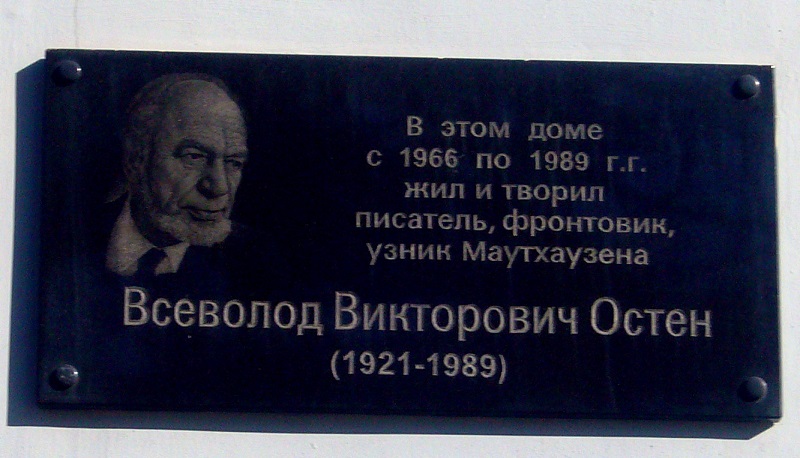 В этом доме
с 1966 по 1989 г.г.
жил и творил
писатель, фронтовик,
узник Маутхаузена
Всеволод Викторович Остен
(1921-1989)